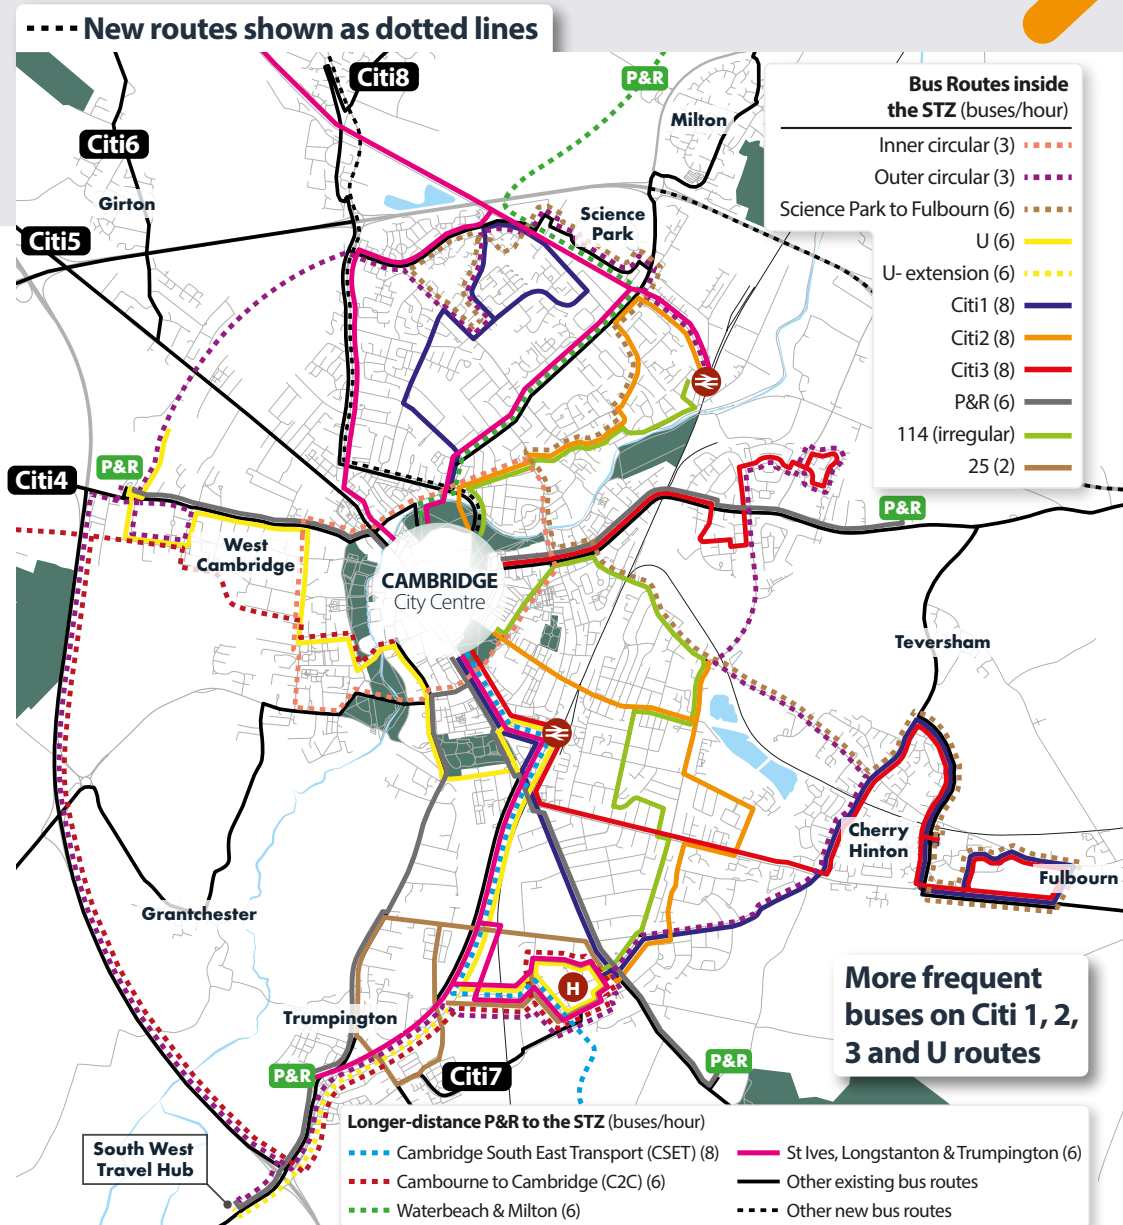 New routes shown as dotted lines
Citi8
P&R
Milton
Citi6
Girton
Citi5
Science
Park
Bus Routes inside
the STZ (buses/hour)
Inner circular (3)
Outer circular (3)
Science Park to Fulbourn (6)
U (6)
U- extension (6)
Citi1 (8)
Citi2 (8)
Citi3 (8)
P&R (6)
114 (irregular)
25 (2)
P&R
Citi4
P&R
West
Cambridge
CAMBRIDGE
City Centre
Teversham
Cherry
Hinton
Fulbourn
Grantchester
H
Trumpington
More frequent
buses on Citi 1, 2,
3 and U routes
P&R
Citi7
P&R
South West
Travel Hub
Longer-distance P&R to the STZ (buses/hour)
Cambridge South East Transport (CSET) (8)
Cambourne to Cambridge (C2C) (6)
Waterbeach & Milton (6)
St Ives, Longstanton & Trumpington (6)
Other existing bus routes
Other new bus routes